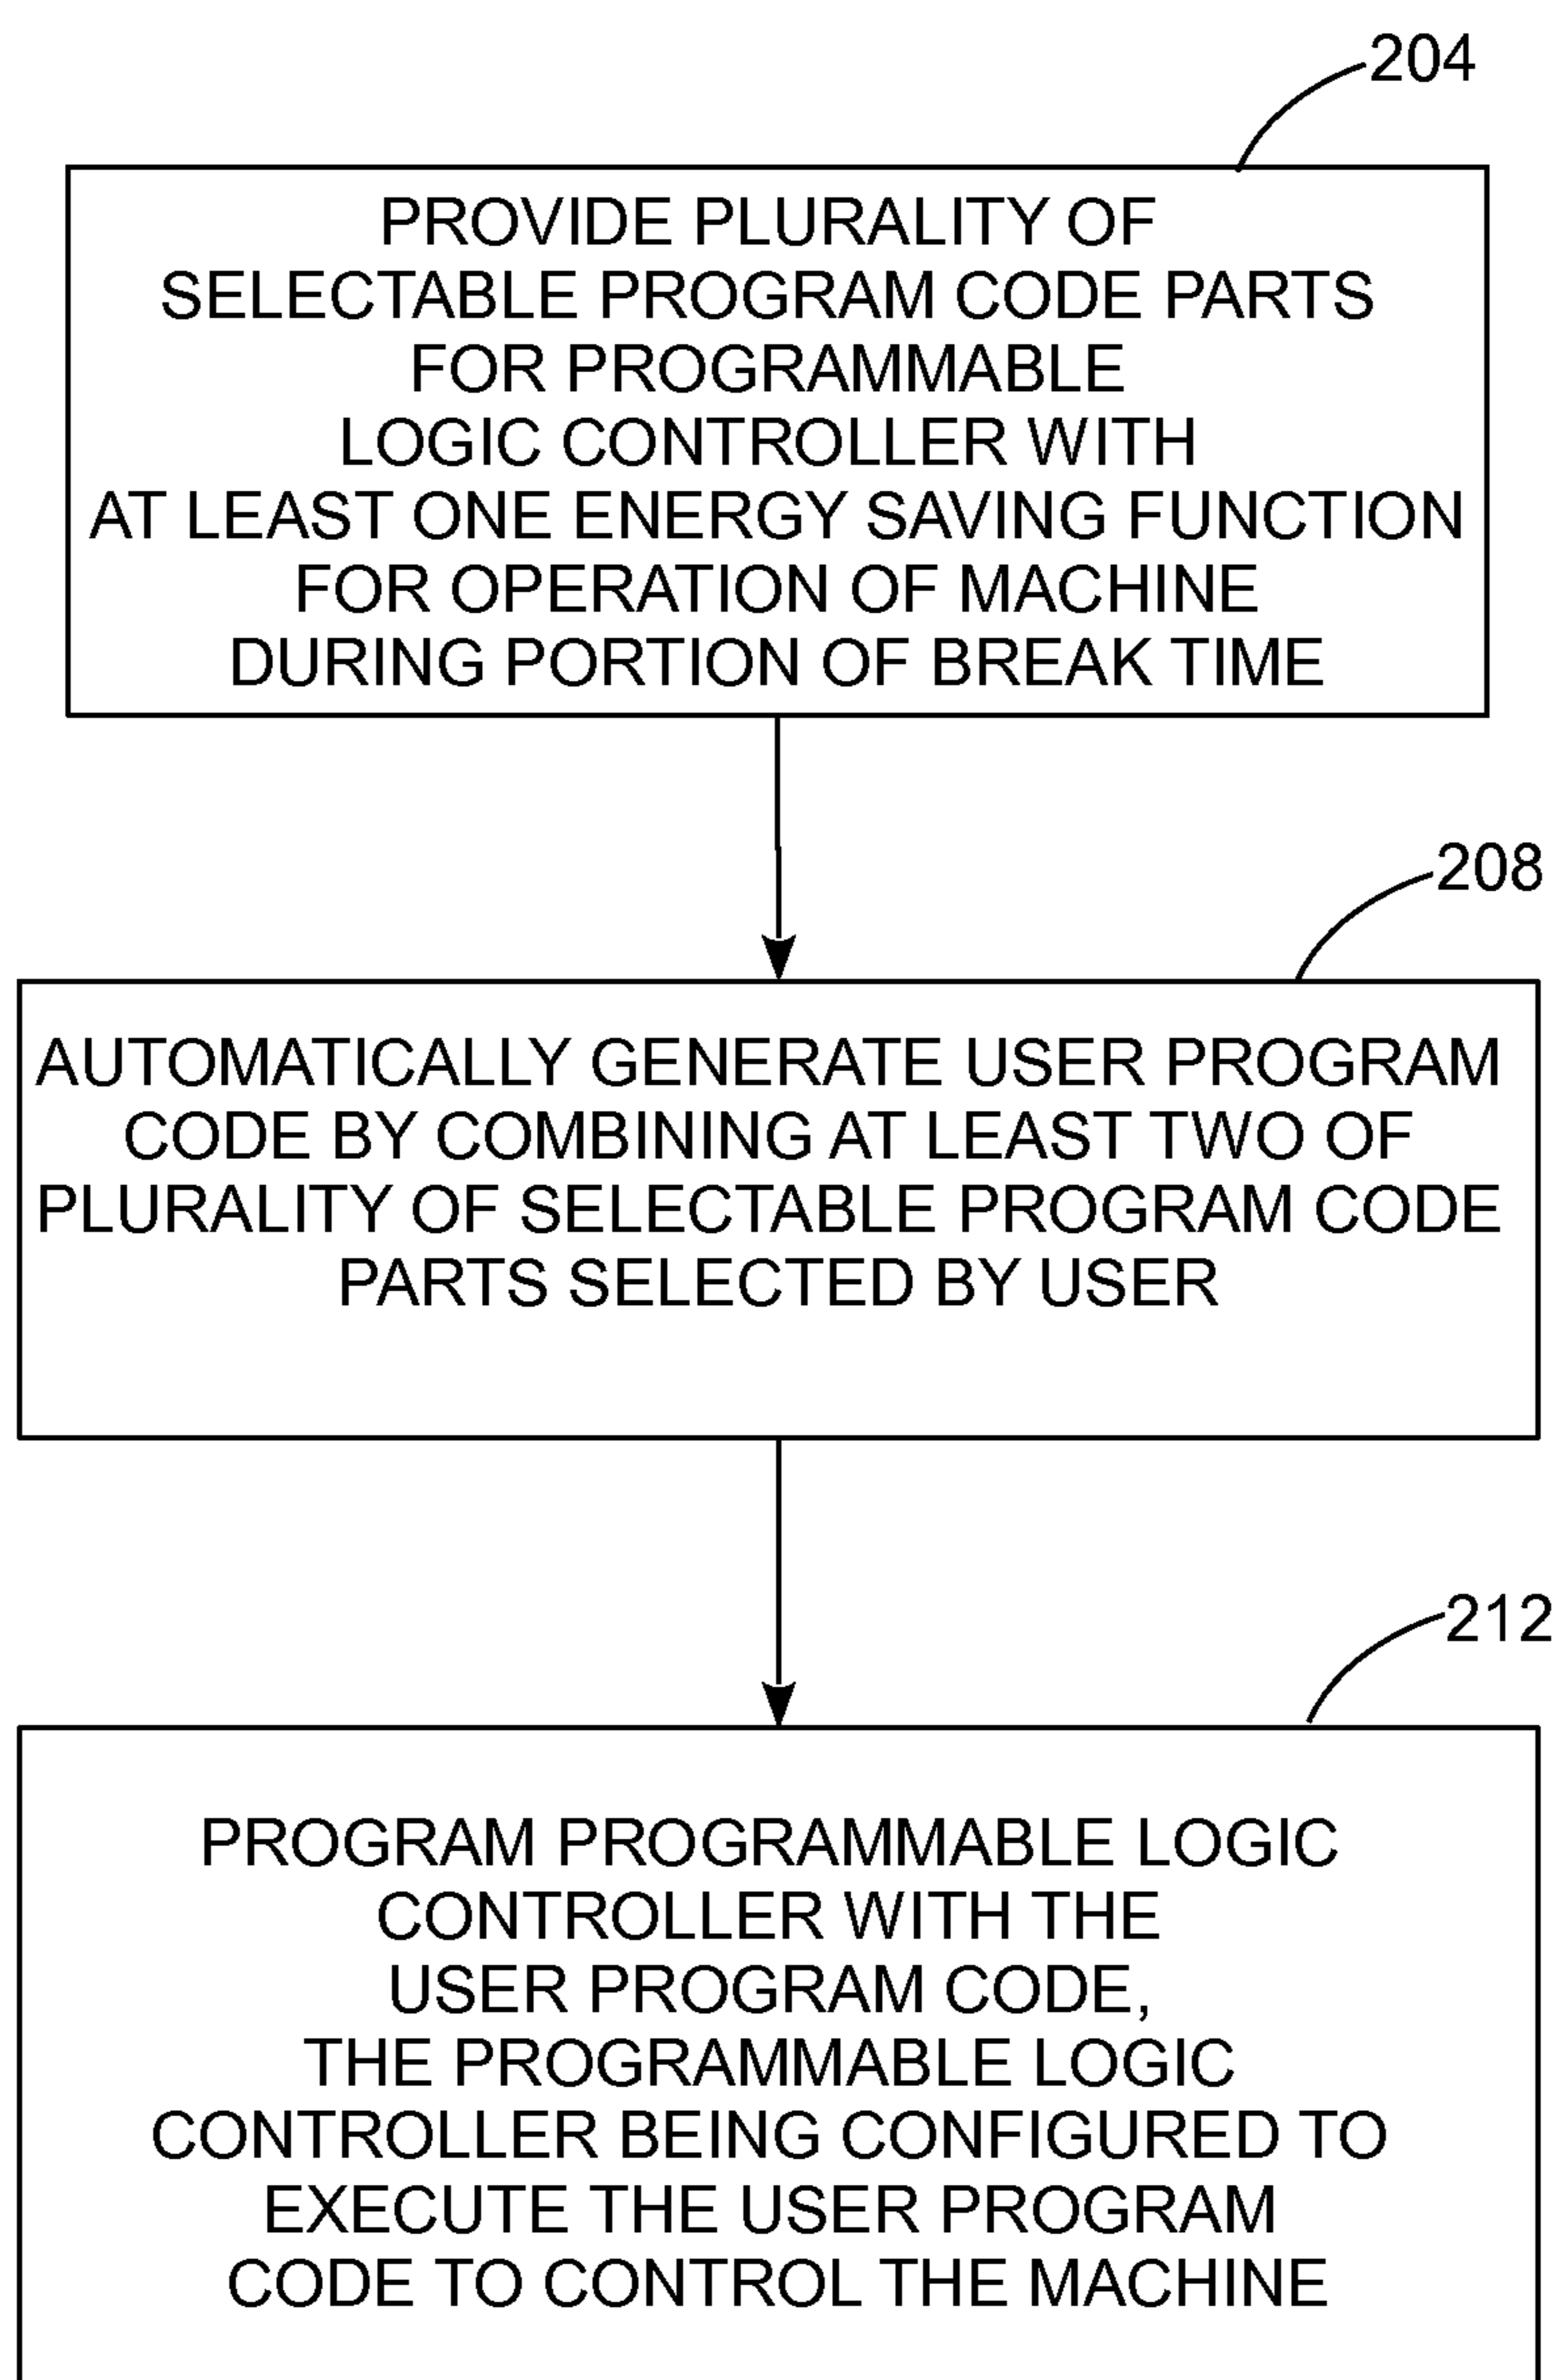 204
PROVIDE PLURALITY OF
SELECTABLE PROGRAM CODE PARTS
FOR PROGRAMMABLE
LOGIC CONTROLLER WITH
AT LEAST ONE ENERGY SAVING FUNCTION
FOR OPERATION OF MACHINE
DURING PORTION OF BREAK TIME
208
AUTOMATICALLY GENERATE USER PROGRAM
CODE BY COMBINING AT LEAST TWO OF
PLURALITY OF SELECTABLE PROGRAM CODE
PARTS SELECTED BY USER
212
PROGRAM PROGRAMMABLE LOGIC
CONTROLLER WITH THE
USER PROGRAM CODE,
THE PROGRAMMABLE LOGIC
CONTROLLER BEING CONFIGURED TO
EXECUTE THE USER PROGRAM
CODE TO CONTROL THE MACHINE